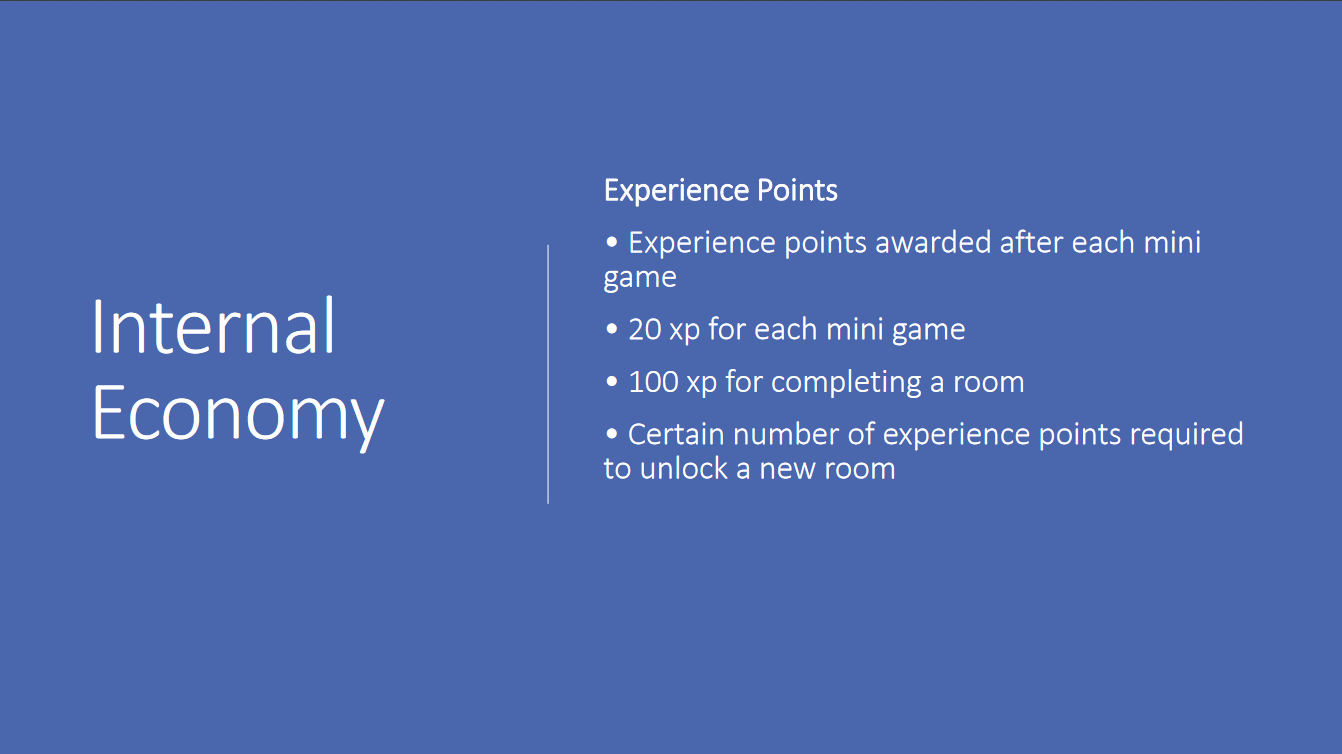 Internal
Economy
Experience Points
• Experience points awarded after each mini
game
• 20 xp for each mini game
• 100 xp for completing a room
• Certain number of experience points required
to unlock a new room